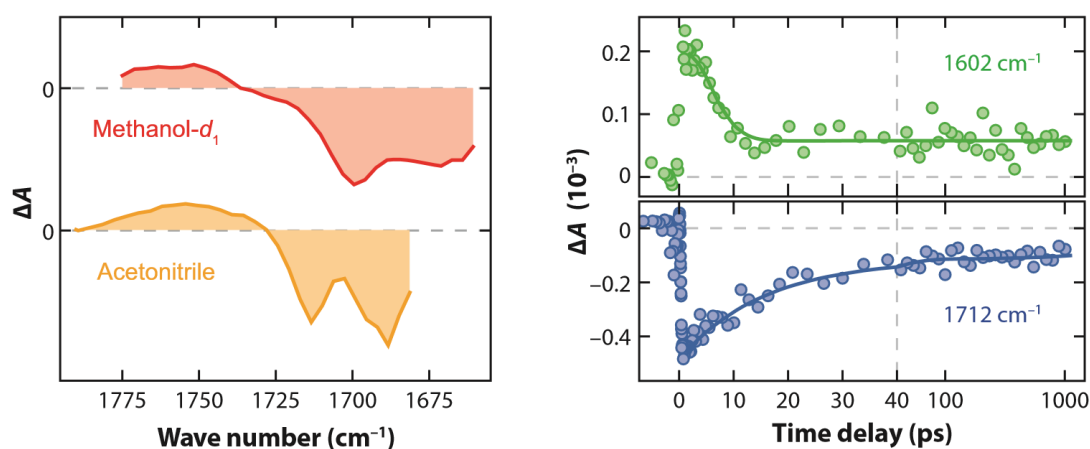 0
Methanol-d₁
0
Acetonitrile
ΔA
1775
1750
1725
1700
1675
Wave number (cm⁻¹)
0.2
0.1
0
1602 cm⁻¹
ΔA (10⁻³)
0
−0.2
−0.4
1712 cm⁻¹
0
10
20
30
40
100
1000
Time delay (ps)